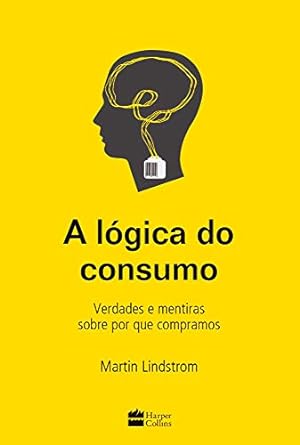 A lógica do
consumo
Verdades e mentiras
sobre por que compramos
Martin Lindstrom
Harper
Collins